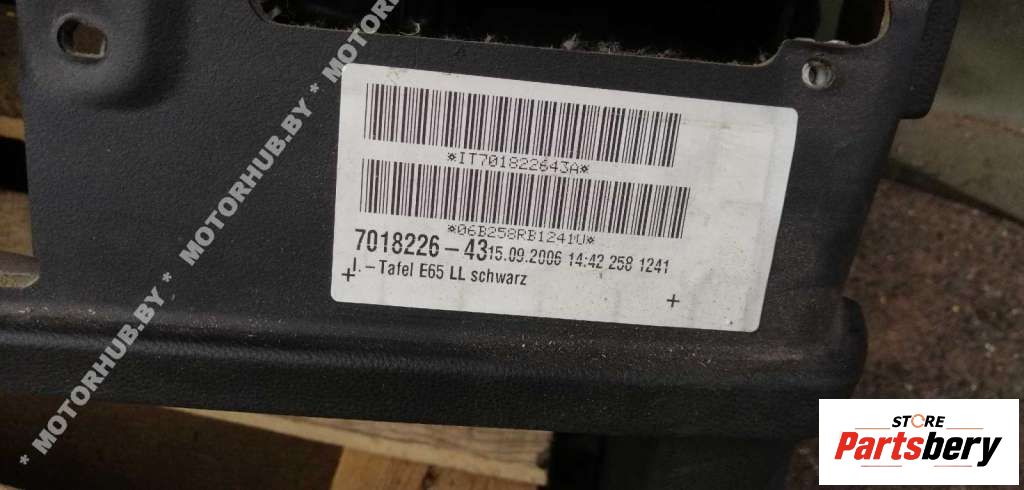 *IT701822643A*
*06B258RB1241U*
7018226-43 15.09.2006 14:42 258 1241
I.-Tafel E65 LL schwarz
* MOTORHUB.BY * MOTORHUB.BY * MOTORHUB.BY *
STORE
Partsbery